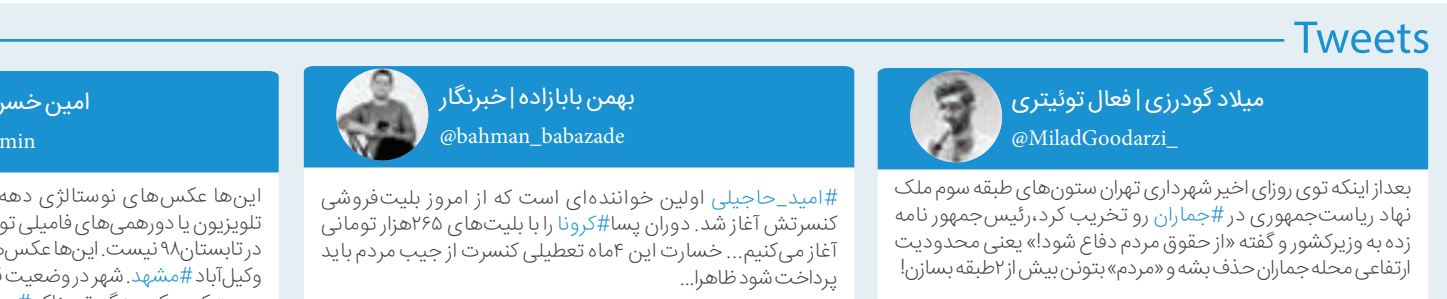 Tweets
میلاد گودرزی | فعال توئیتری
@MiladGoodarzi_
بعداز اینکه توی روزای اخیر شهرداری تهران ستون‌های طبقه سوم ملک
نهاد ریاست‌جمهوری در #جماران رو تخریب کرد،رئیس‌جمهور نامه
زده به وزیرکشور و گفته «از حقوق مردم دفاع شود!» یعنی محدودیت
ارتفاعی محله جماران حذف بشه و «مردم» بتونن بیش از ۲طبقه بسازن!
بهمن بابازاده | خبرنگار
@bahman_babazade
#امید_حاجیلی اولین خواننده‌ای است که از امروز بلیت‌فروشی
کنسرتش آغاز شد. دوران پسا#کرونا را با بلیت‌های ۲۶۵هزار تومانی
آغاز می‌کنیم... خسارت این ۴ماه تعطیلی کنسرت از جیب مردم باید
پرداخت شود ظاهرا...
امین خسر
min
این‌ها عکس‌های نوستالژی دهه
تلویزیون یا دورهمی‌های فامیلی تو
در تابستان۹۸ نیست. این‌ها عکس‌
وکیل‌آباد #مشهد. شهر در وضعیت